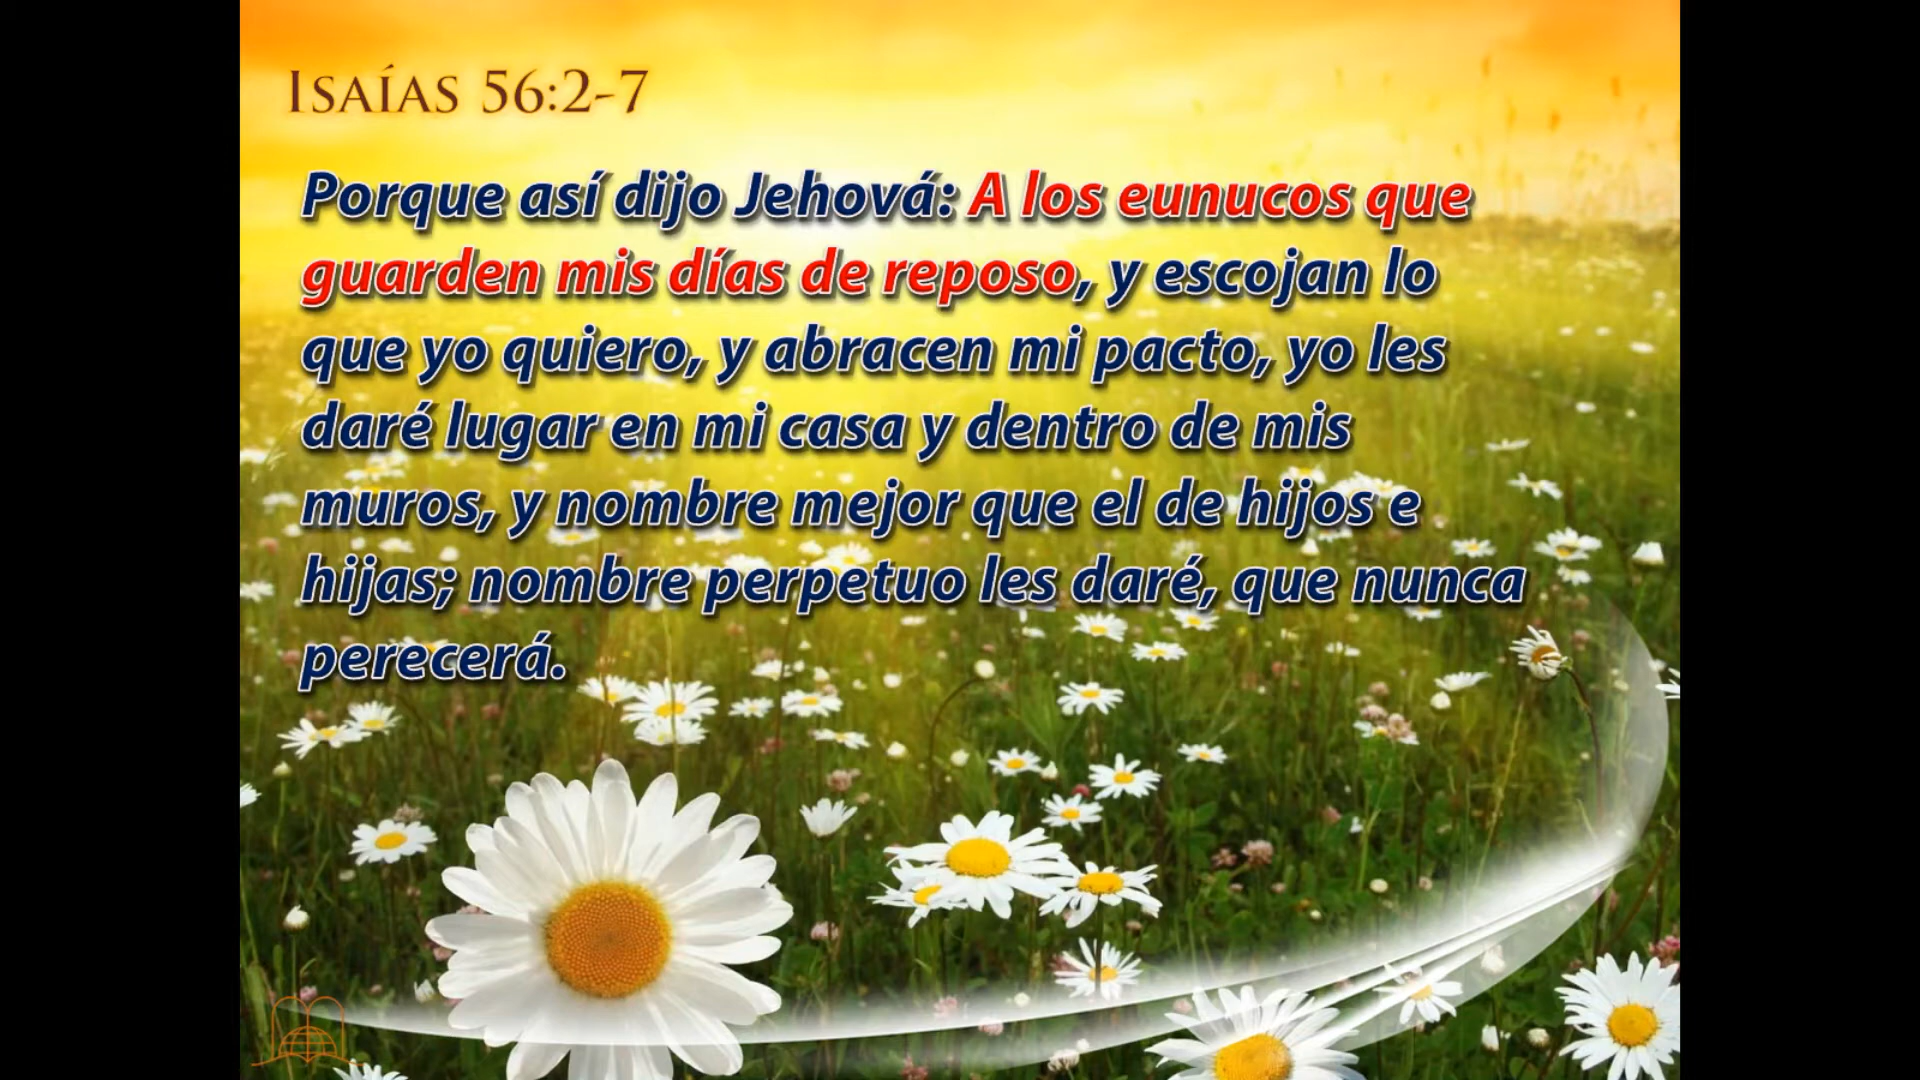 Isaías 56:2-7
Porque así dijo Jehová: A los eunucos que
guarden mis días de reposo, y escojan lo
que yo quiero, y abracen mi pacto, yo les
daré lugar en mi casa y dentro de mis
muros, y nombre mejor que el de hijos e
hijas; nombre perpetuo les daré, que nunca
perecerá.